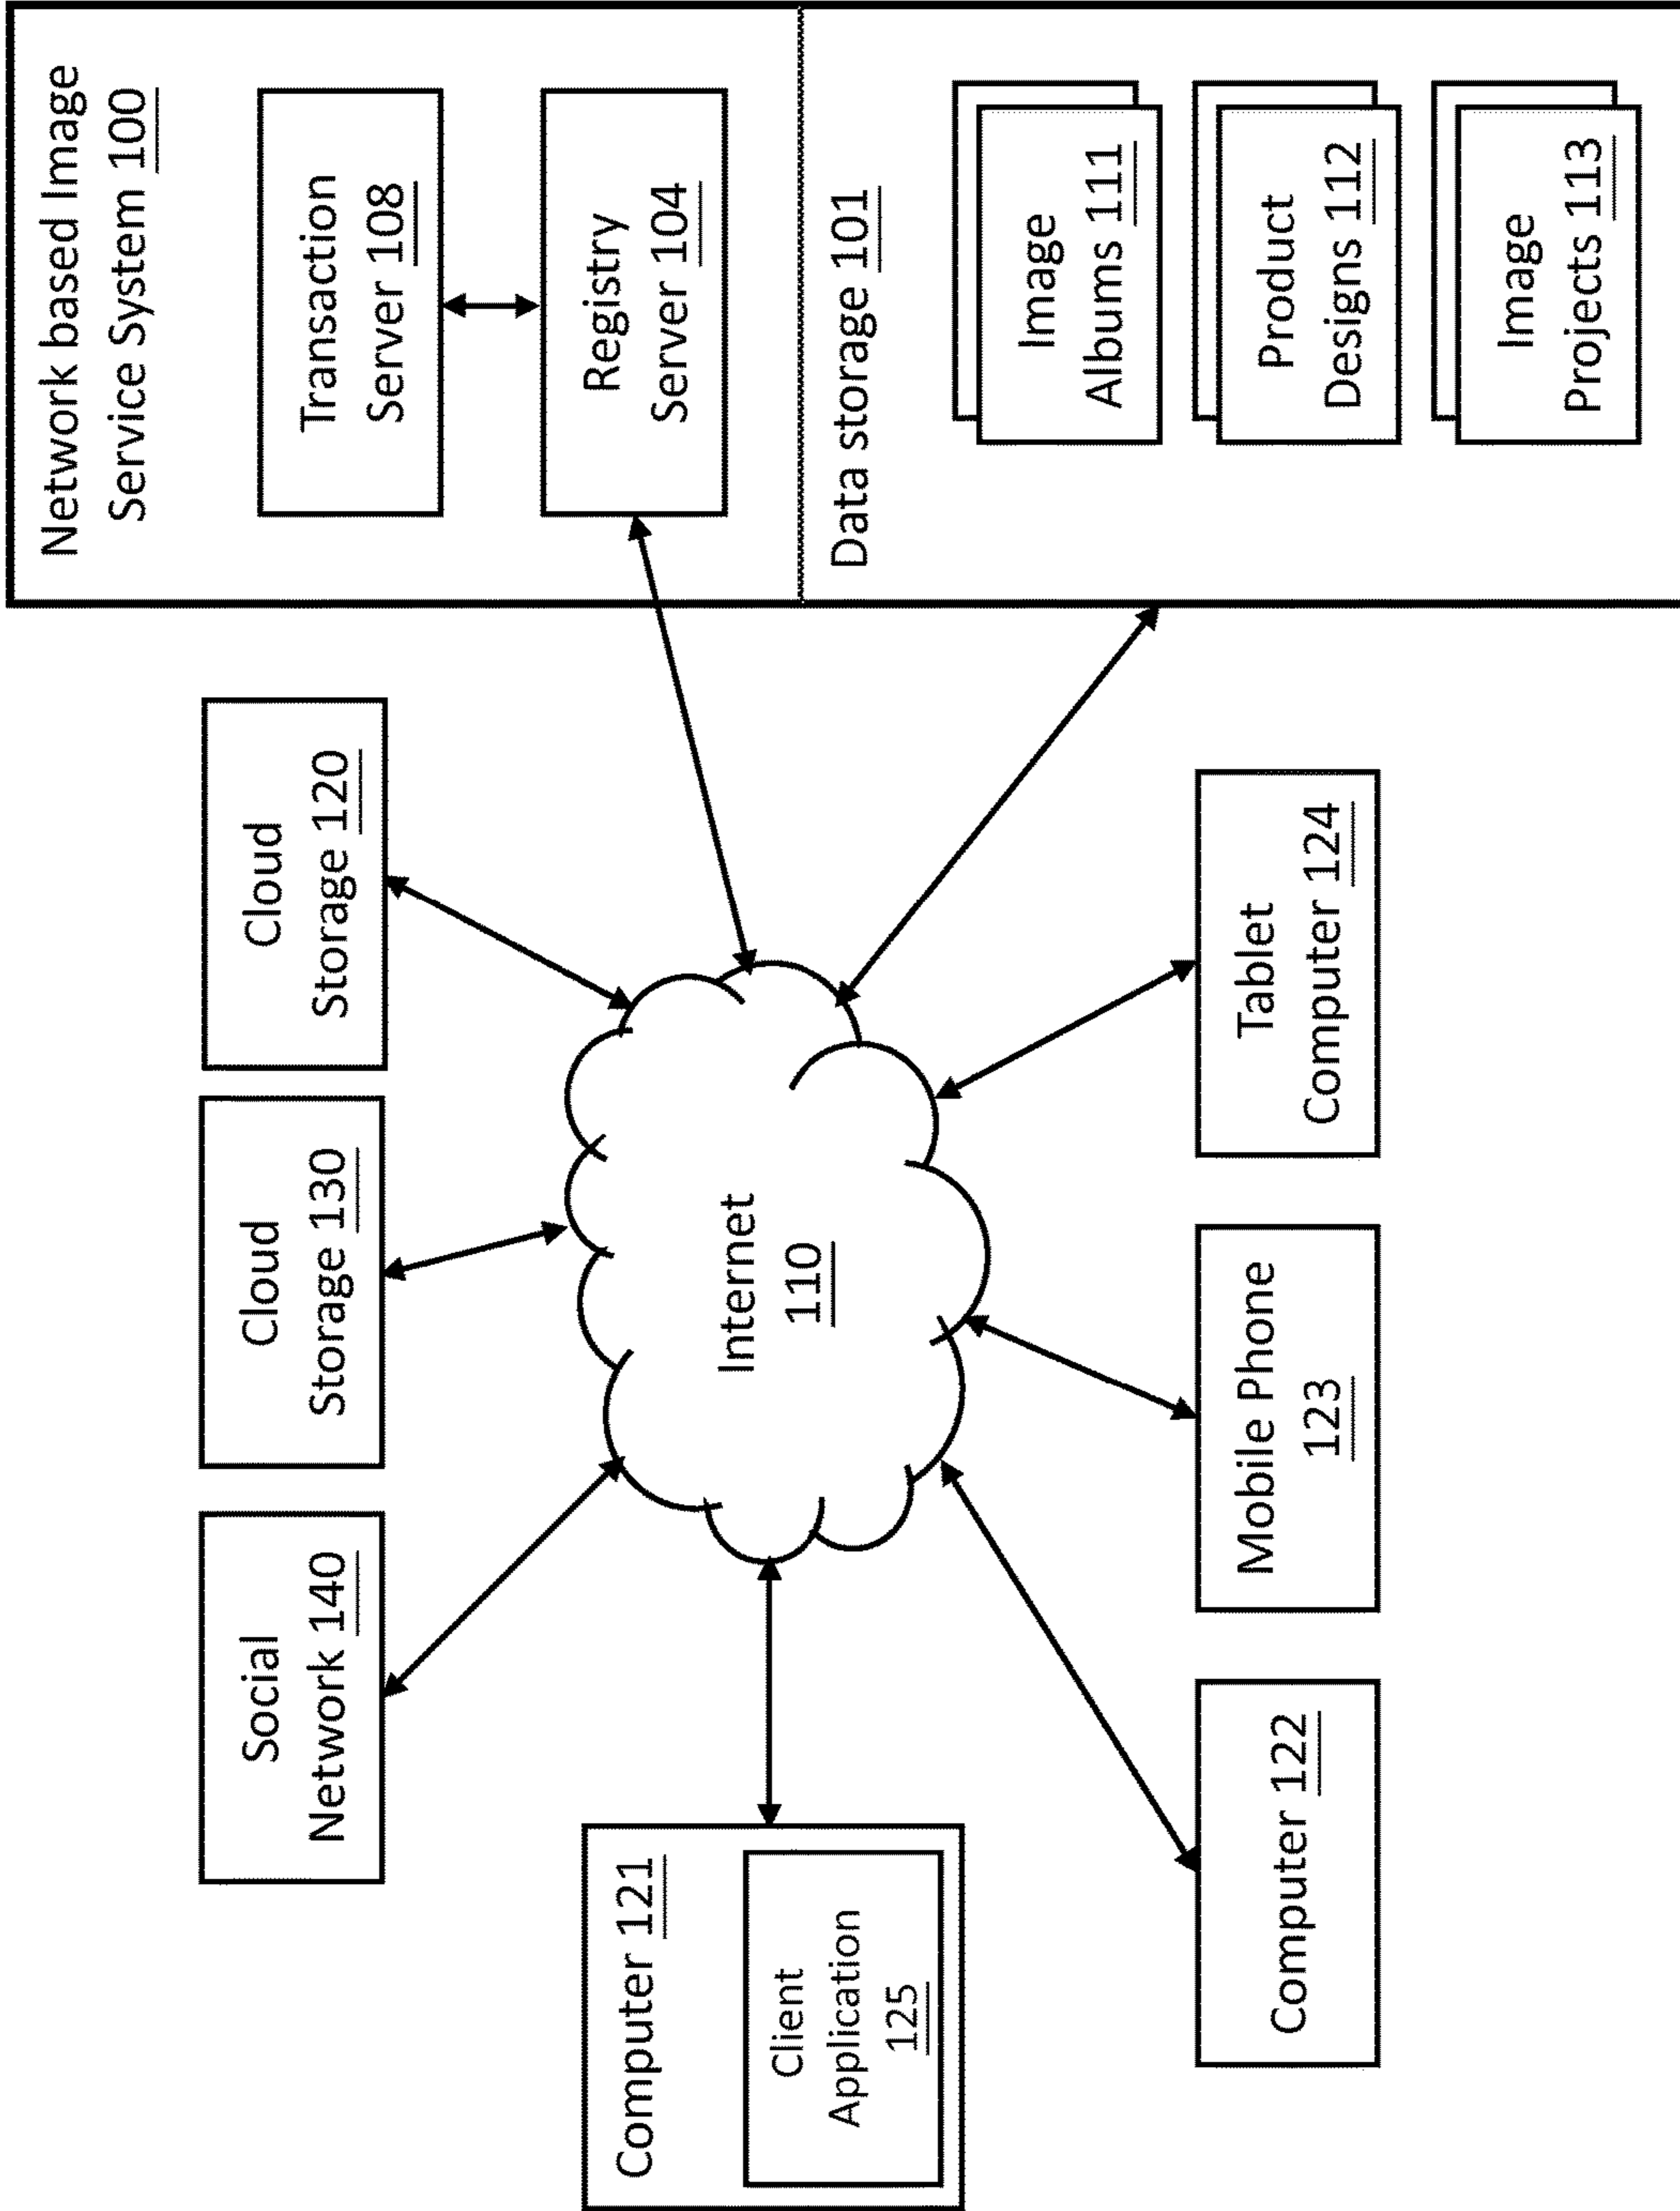 Network based Image
Service System 100
Transaction
Server 108
Registry
Server 104
Data storage 101
Image
Albums 111
Product
Designs 112
Image
Projects 113
Social
Network 140
Cloud
Storage 130
Cloud
Storage 120
Internet
110
Computer 121
Client
Application
125
Computer 122
Mobile Phone
123
Tablet
Computer 124